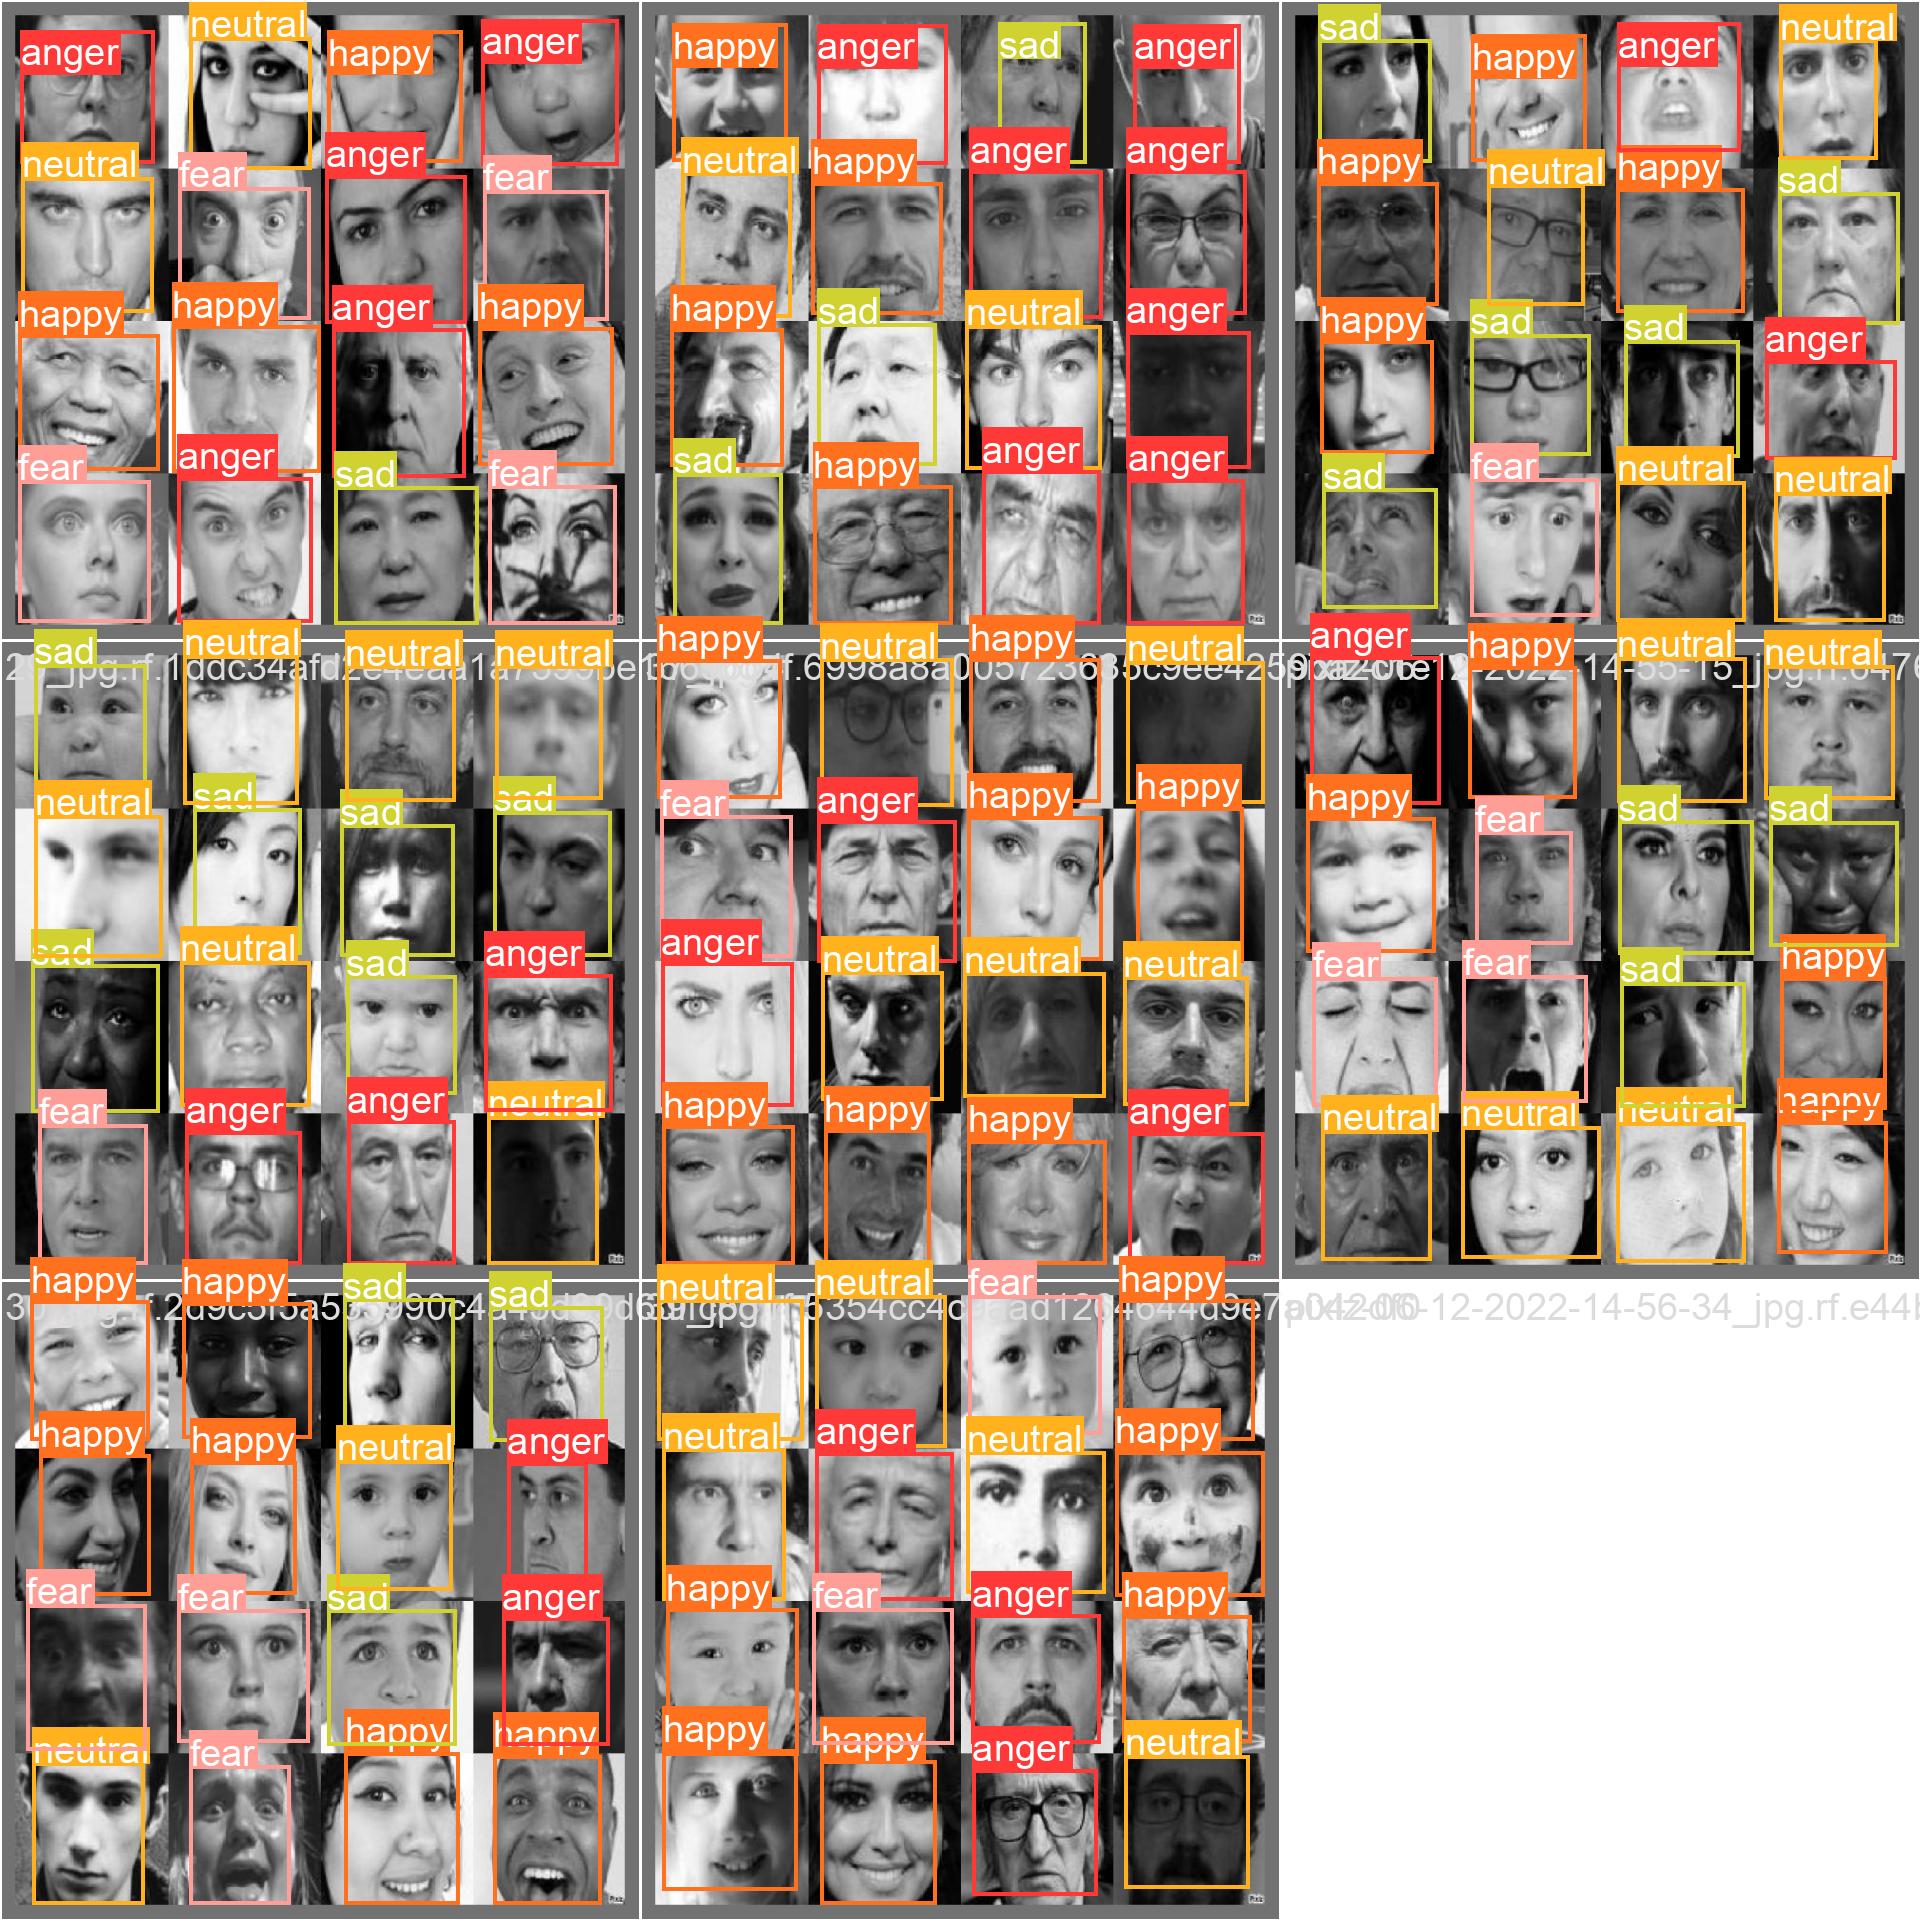 anger neutral happy anger
neutral fear anger fear
happy happy anger happy
fear anger sad fear
happy anger sad anger
neutral happy anger anger
happy sad neutral anger
sad happy anger anger
sad happy anger neutral
happy neutral happy sad
happy sad sad anger
sad fear neutral neutral
sad neutral neutral neutral
neutral sad sad sad
sad neutral sad anger
fear anger anger neutral
happy neutral happy neutral
fear anger happy happy
anger neutral neutral neutral
happy happy happy anger
anger happy neutral neutral
happy fear sad sad
fear fear sad happy
neutral neutral neutral happy
happy happy sad sad
happy happy neutral anger
fear fear sad anger
neutral fear happy happy
neutral neutral fear happy
neutral anger neutral happy
happy fear anger happy
happy happy anger neutral
12-2022-14-55-15_jpg.rf.
-12-2022-14-56-34_jpg.rf.e44